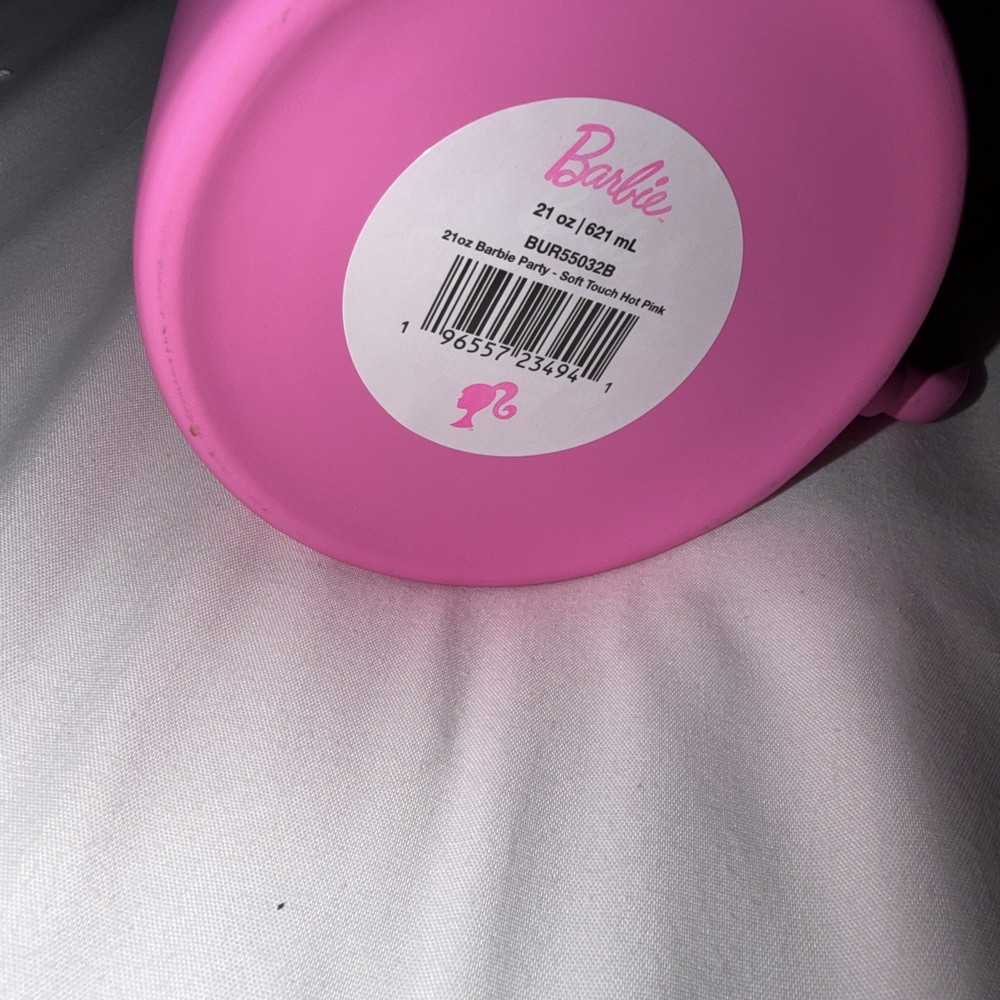 Barbie
21 oz | 621 mL
BUR55032B
21oz Barbie Party - Soft Touch Hot Pink
1 96557 23494 1